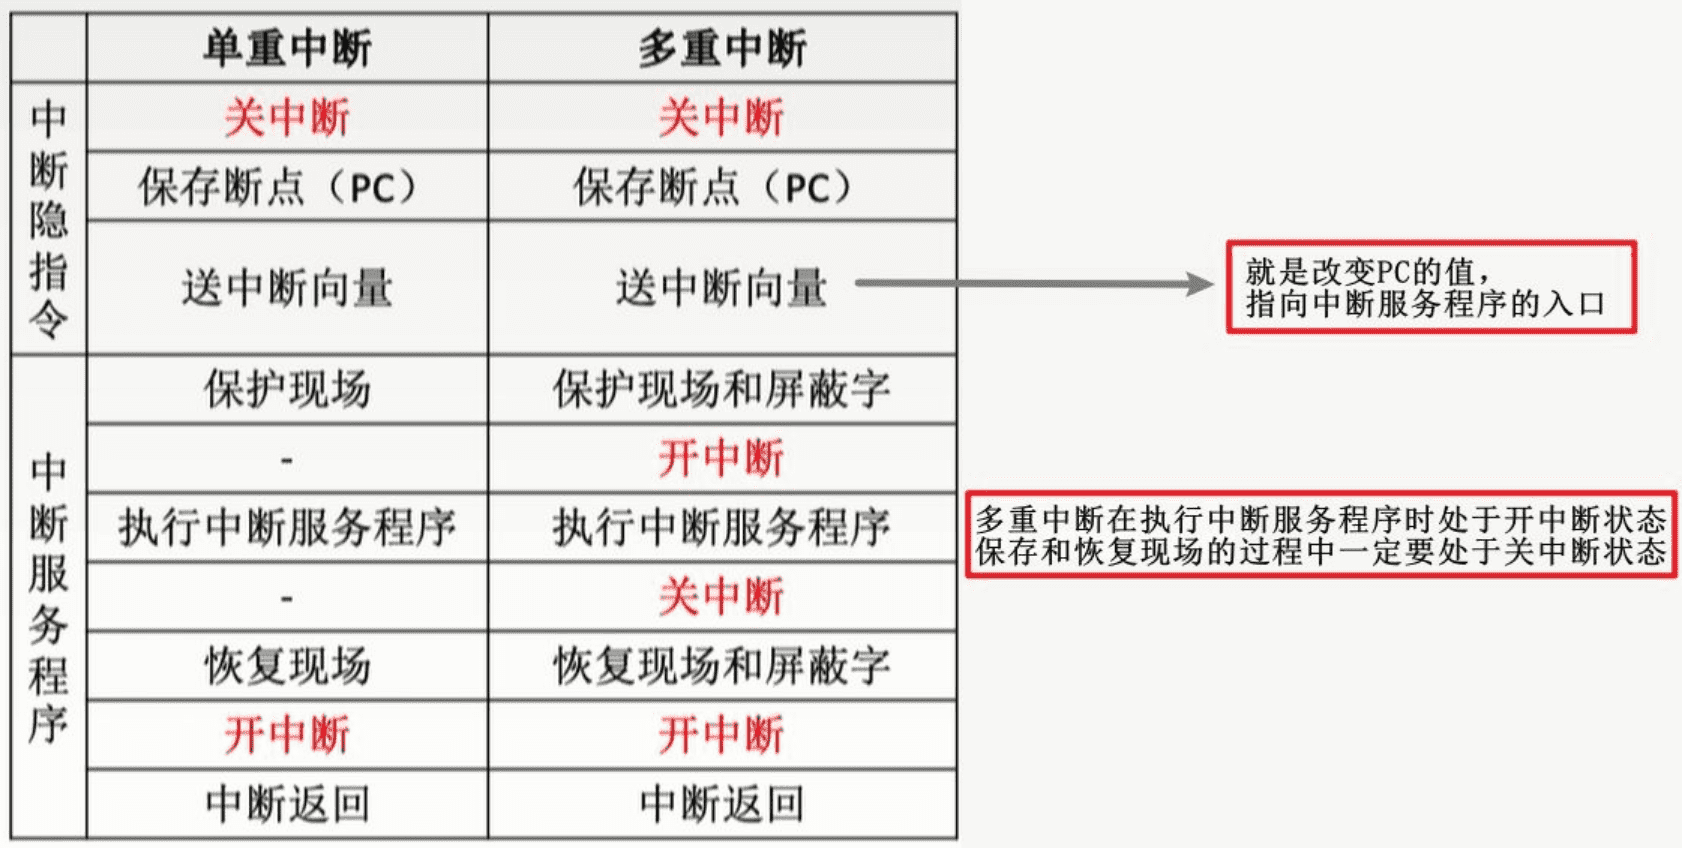 单重中断 多重中断
中断隐指令
关中断 关中断
保存断点（PC） 保存断点（PC）
送中断向量 送中断向量
就是改变PC的值，
指向中断服务程序的入口
中断服务程序
保护现场 保护现场和屏蔽字
- 开中断
执行中断服务程序 执行中断服务程序
多重中断在执行中断服务程序时处于开中断状态
保存和恢复现场的过程中一定要处于关中断状态
- 关中断
恢复现场 恢复现场和屏蔽字
开中断 开中断
中断返回 中断返回